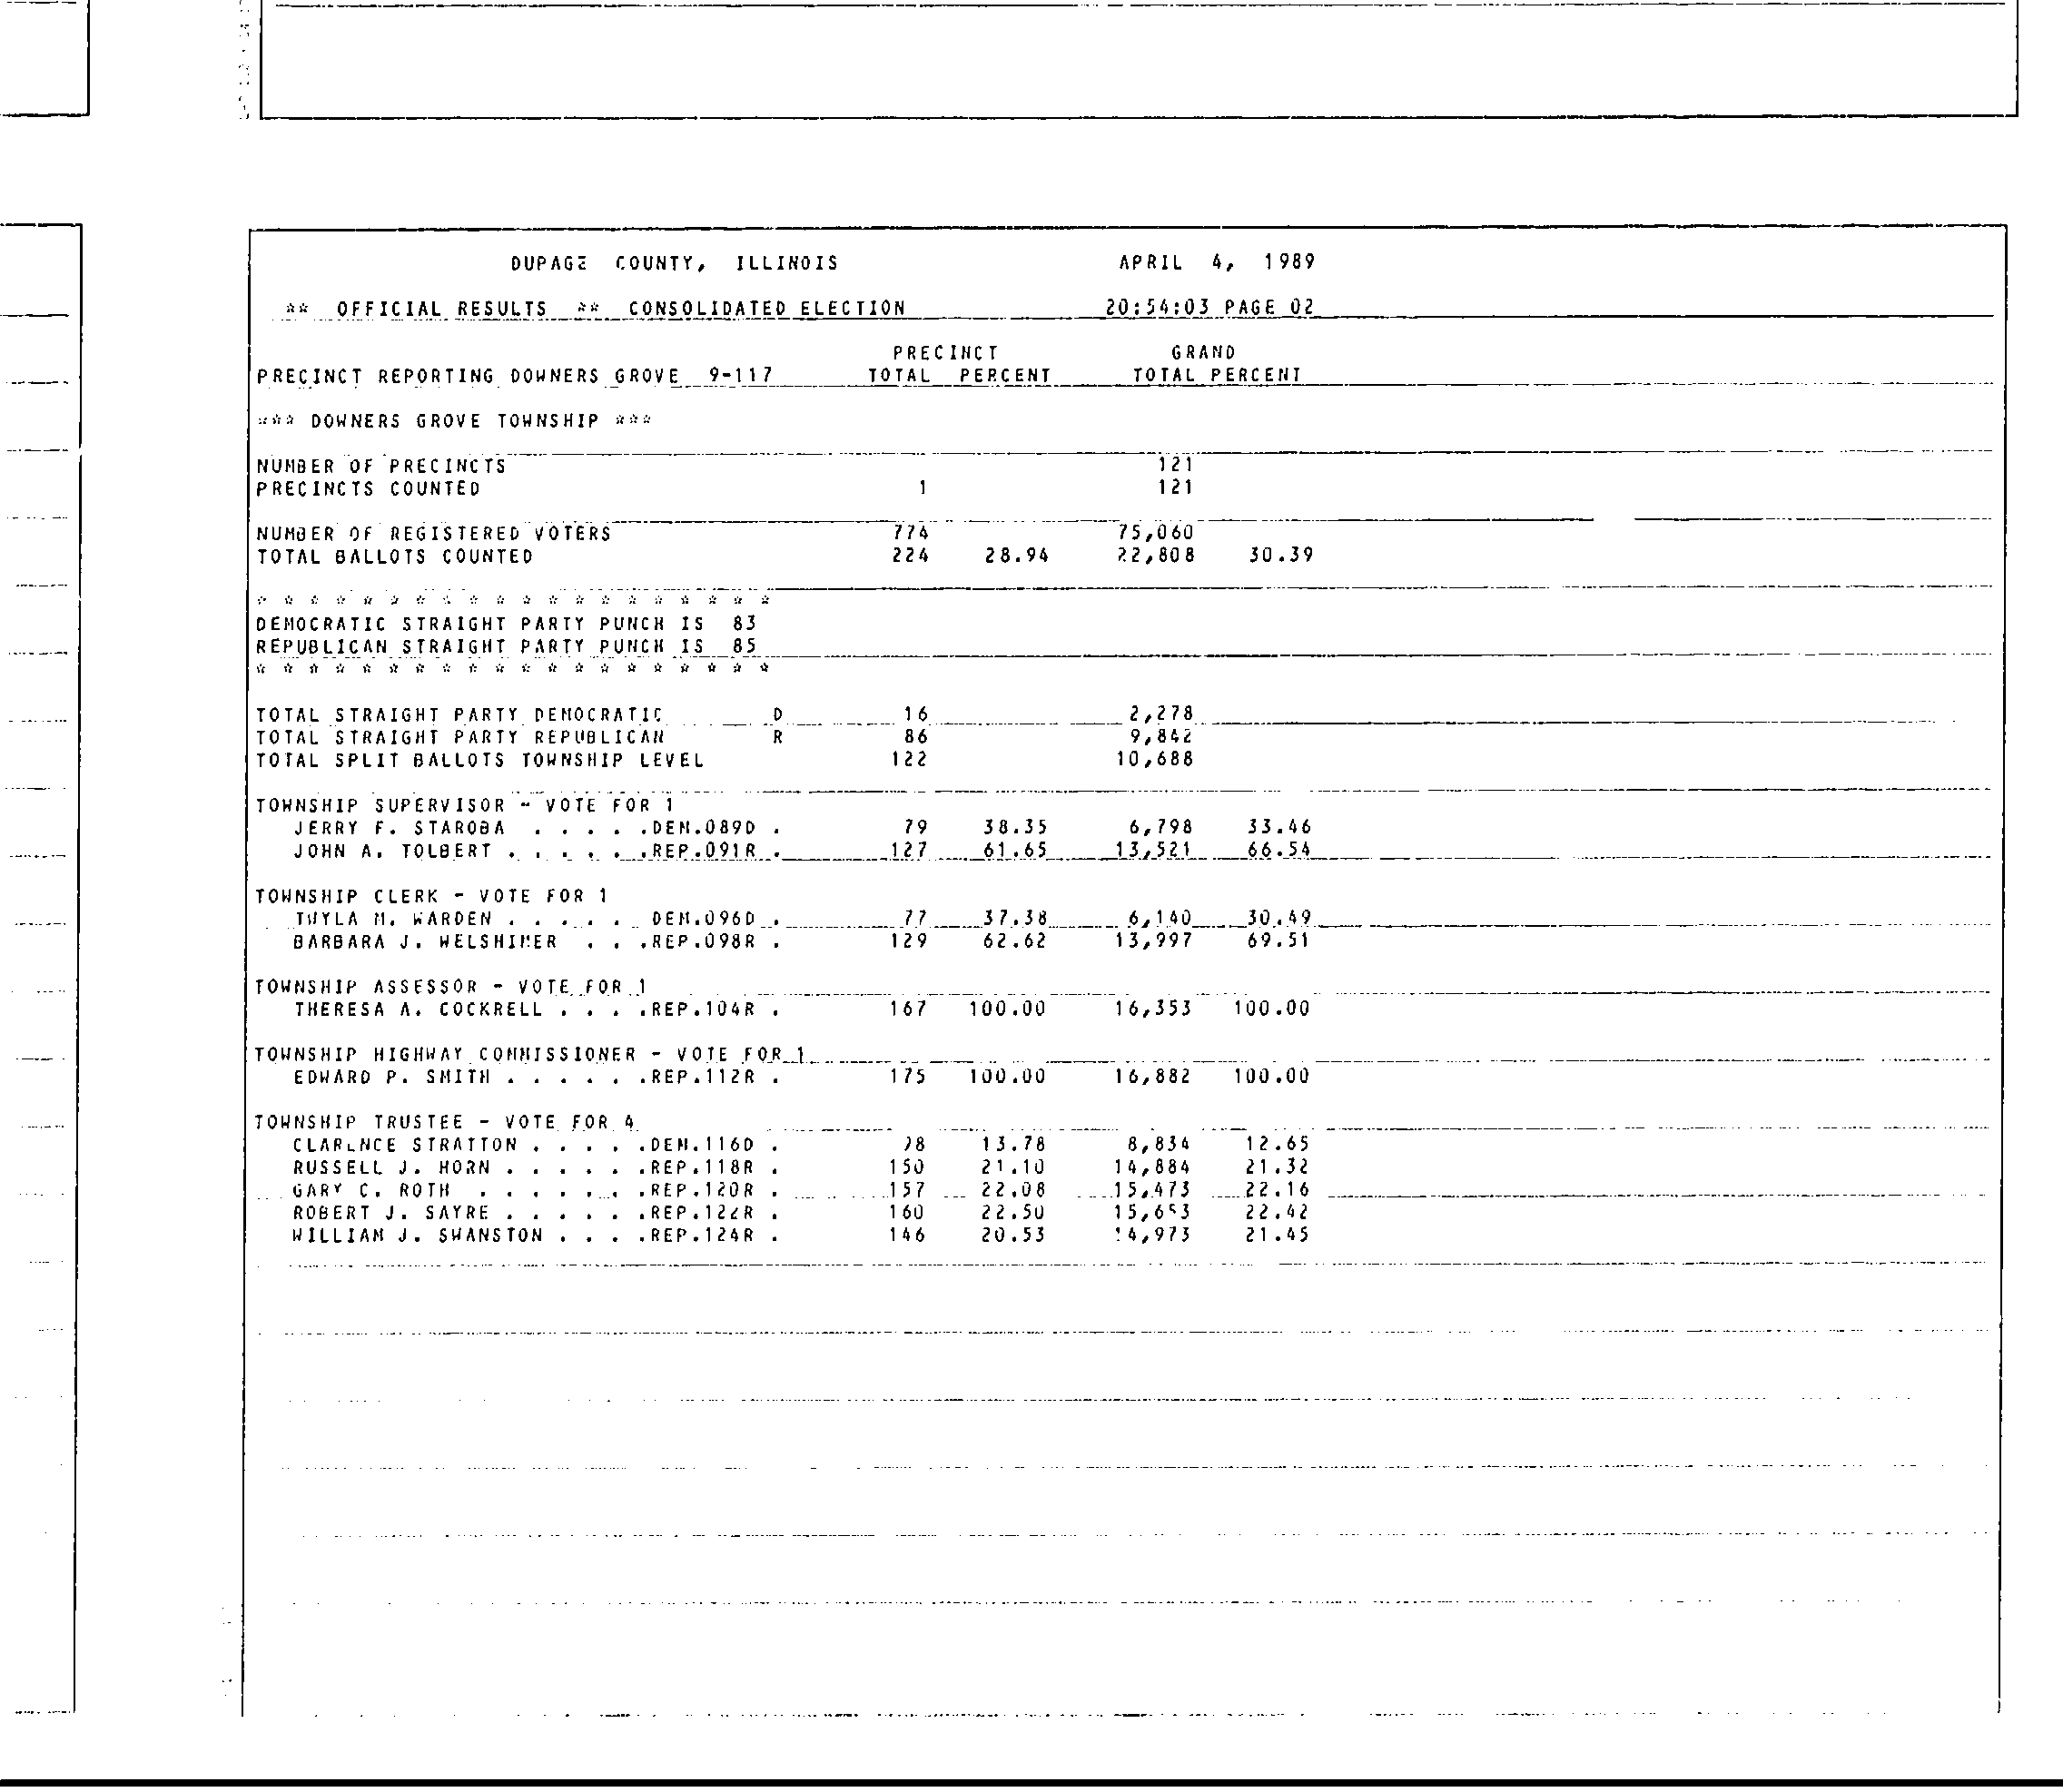 DUPAGE COUNTY, ILLINOIS APRIL 4, 1989
** OFFICIAL RESULTS ** CONSOLIDATED ELECTION 20:54:03 PAGE 02
PRECINCT GRAND
PRECINCT REPORTING DOWNERS GROVE 9-117 TOTAL PERCENT TOTAL PERCENT
*** DOWNERS GROVE TOWNSHIP ***
NUMBER OF PRECINCTS 121
PRECINCTS COUNTED 1 121
NUMBER OF REGISTERED VOTERS 774 75,060
TOTAL BALLOTS COUNTED 224 28.94 22,808 30.39
* * * * * * * * * * * * * * * * * * * *
DEMOCRATIC STRAIGHT PARTY PUNCH IS 83
REPUBLICAN STRAIGHT PARTY PUNCH IS 85
* * * * * * * * * * * * * * * * * * * *
TOTAL STRAIGHT PARTY DEMOCRATIC D 16 2,278
TOTAL STRAIGHT PARTY REPUBLICAN R 86 9,842
TOTAL SPLIT BALLOTS TOWNSHIP LEVEL 122 10,688
TOWNSHIP SUPERVISOR - VOTE FOR 1
JERRY F. STAROBA . . . . .DEM.089D . 79 38.35 6,798 33.46
JOHN A. TOLBERT . . . . . .REP.091R . 127 61.65 13,521 66.54
TOWNSHIP CLERK - VOTE FOR 1
TWYLA M. WARDEN . . . . . DEM.096D . 77 37.38 6,140 30.49
BARBARA J. WELSHIMER . . .REP.098R . 129 62.62 13,997 69.51
TOWNSHIP ASSESSOR - VOTE FOR 1
THERESA A. COCKRELL . . . .REP.104R . 167 100.00 16,353 100.00
TOWNSHIP HIGHWAY COMMISSIONER - VOTE FOR 1
EDWARD P. SMITH . . . . . .REP.112R . 175 100.00 16,882 100.00
TOWNSHIP TRUSTEE - VOTE FOR 4
CLARENCE STRATTON . . . . .DEM.116D . 98 13.78 8,834 12.65
RUSSELL J. HORN . . . . . .REP.118R . 150 21.10 14,884 21.32
GARY C. ROTH . . . . . . .REP.120R . 157 22.08 15,473 22.16
ROBERT J. SAYRE . . . . . .REP.122R . 160 22.50 15,653 22.42
WILLIAM J. SWANSTON . . . .REP.124R . 146 20.53 14,973 21.45